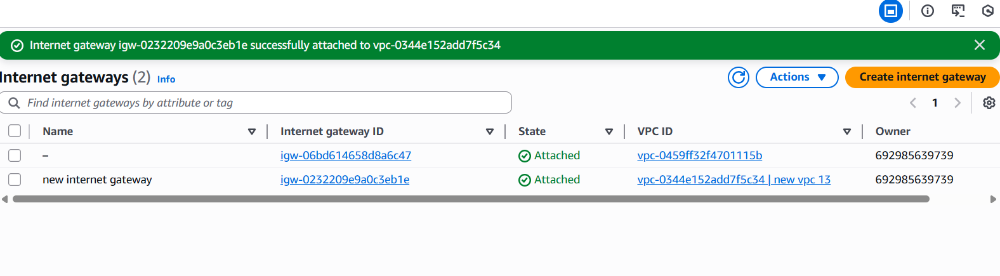 Internet gateway igw-0232209e9a0c3eb1e successfully attached to vpc-0344e152add7f5c34
Internet gateways (2) Info
Actions
Create internet gateway
Find internet gateways by attribute or tag
1
Name Internet gateway ID State VPC ID Owner
– igw-06bd614658d8a6c47 Attached vpc-0459ff32f4701115b 692985639739
new internet gateway igw-0232209e9a0c3eb1e Attached vpc-0344e152add7f5c34 | new vpc 13 692985639739